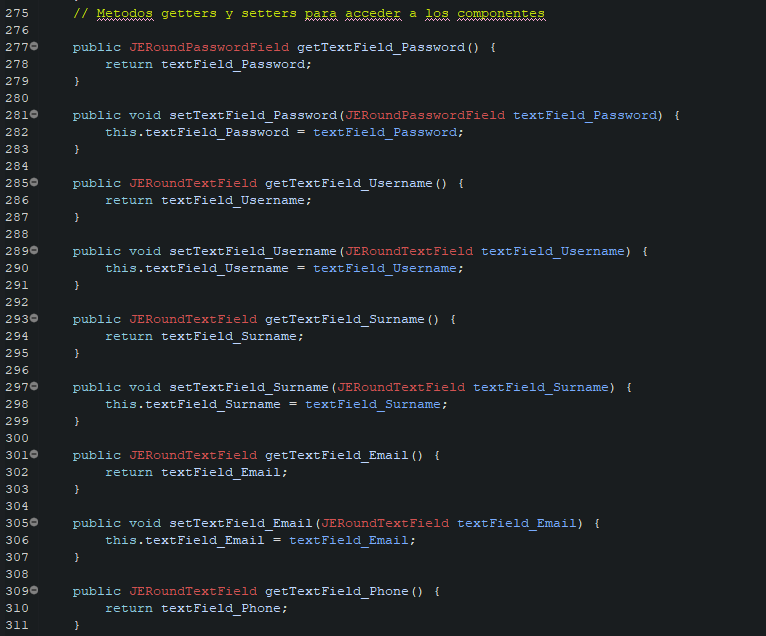 275 // Metodos getters y setters para acceder a los componentes
276
277 public JERoundPasswordField getTextField_Password() {
278 return textField_Password;
279 }
280
281 public void setTextField_Password(JERoundPasswordField textField_Password) {
282 this.textField_Password = textField_Password;
283 }
284
285 public JERoundTextField getTextField_Username() {
286 return textField_Username;
287 }
288
289 public void setTextField_Username(JERoundTextField textField_Username) {
290 this.textField_Username = textField_Username;
291 }
292
293 public JERoundTextField getTextField_Surname() {
294 return textField_Surname;
295 }
296
297 public void setTextField_Surname(JERoundTextField textField_Surname) {
298 this.textField_Surname = textField_Surname;
299 }
300
301 public JERoundTextField getTextField_Email() {
302 return textField_Email;
303 }
304
305 public void setTextField_Email(JERoundTextField textField_Email) {
306 this.textField_Email = textField_Email;
307 }
308
309 public JERoundTextField getTextField_Phone() {
310 return textField_Phone;
311 }